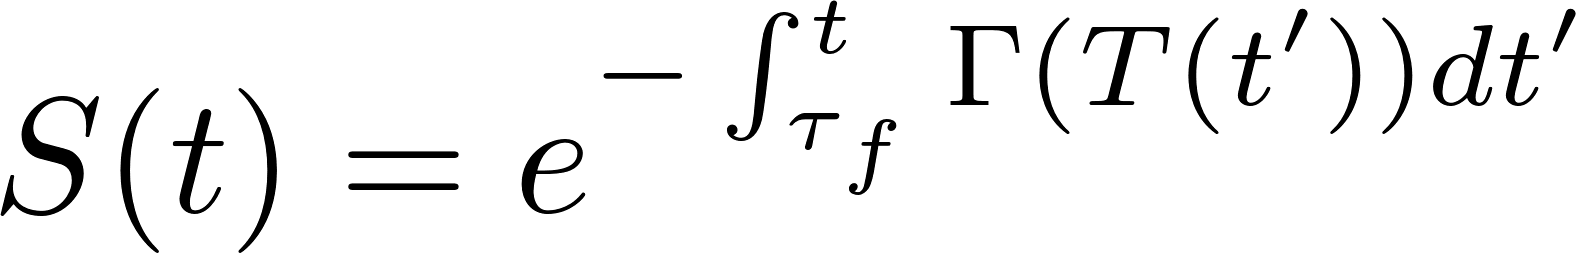 S(t) = e^{-\int_{\tau_f}^{t} \Gamma(T(t'))dt'}